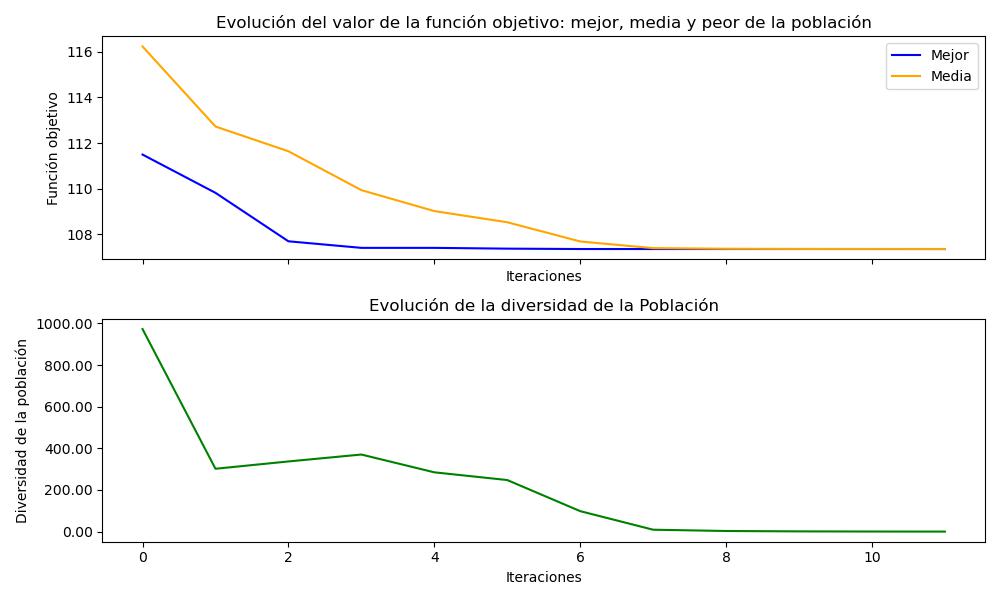 Evolución del valor de la función objetivo: mejor, media y peor de la población
Función objetivo
116
114
112
110
108
Mejor
Media
Iteraciones
Evolución de la diversidad de la Población
Diversidad de la población
1000.00
800.00
600.00
400.00
200.00
0.00
0 2 4 6 8 10
Iteraciones